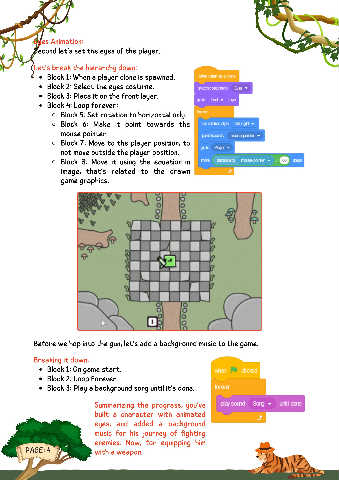 Eyes Animation:
Second let's set the eyes of the player.
Let's break the hierarchy down:
Block 1: When a player clone is spawned.
Block 2: Select the eyes costume.
Block 3: Place it on the front layer.
Block 4: Loop forever:
Block 5: Set rotation to horizontal only.
Block 6: Make it point towards the
mouse pointer.
Block 7: Move to the player position to
not move outside the player position.
Block 8: Move it using the equation in
image, that's related to the drawn
game graphics.
Before we hop into the gun, let's add a background music to the game.
Breaking it down:
Block 1: On game start.
Block 2: Loop Forever
Block 3: Play a background song until it's done.
when clicked
forever
play sound Song until done
Summarizing the progress, you've
built a character with animated
eyes, and added a background
music for his journey of fighting
enemies. Now, for equipping him
with a weapon.
PAGE:4